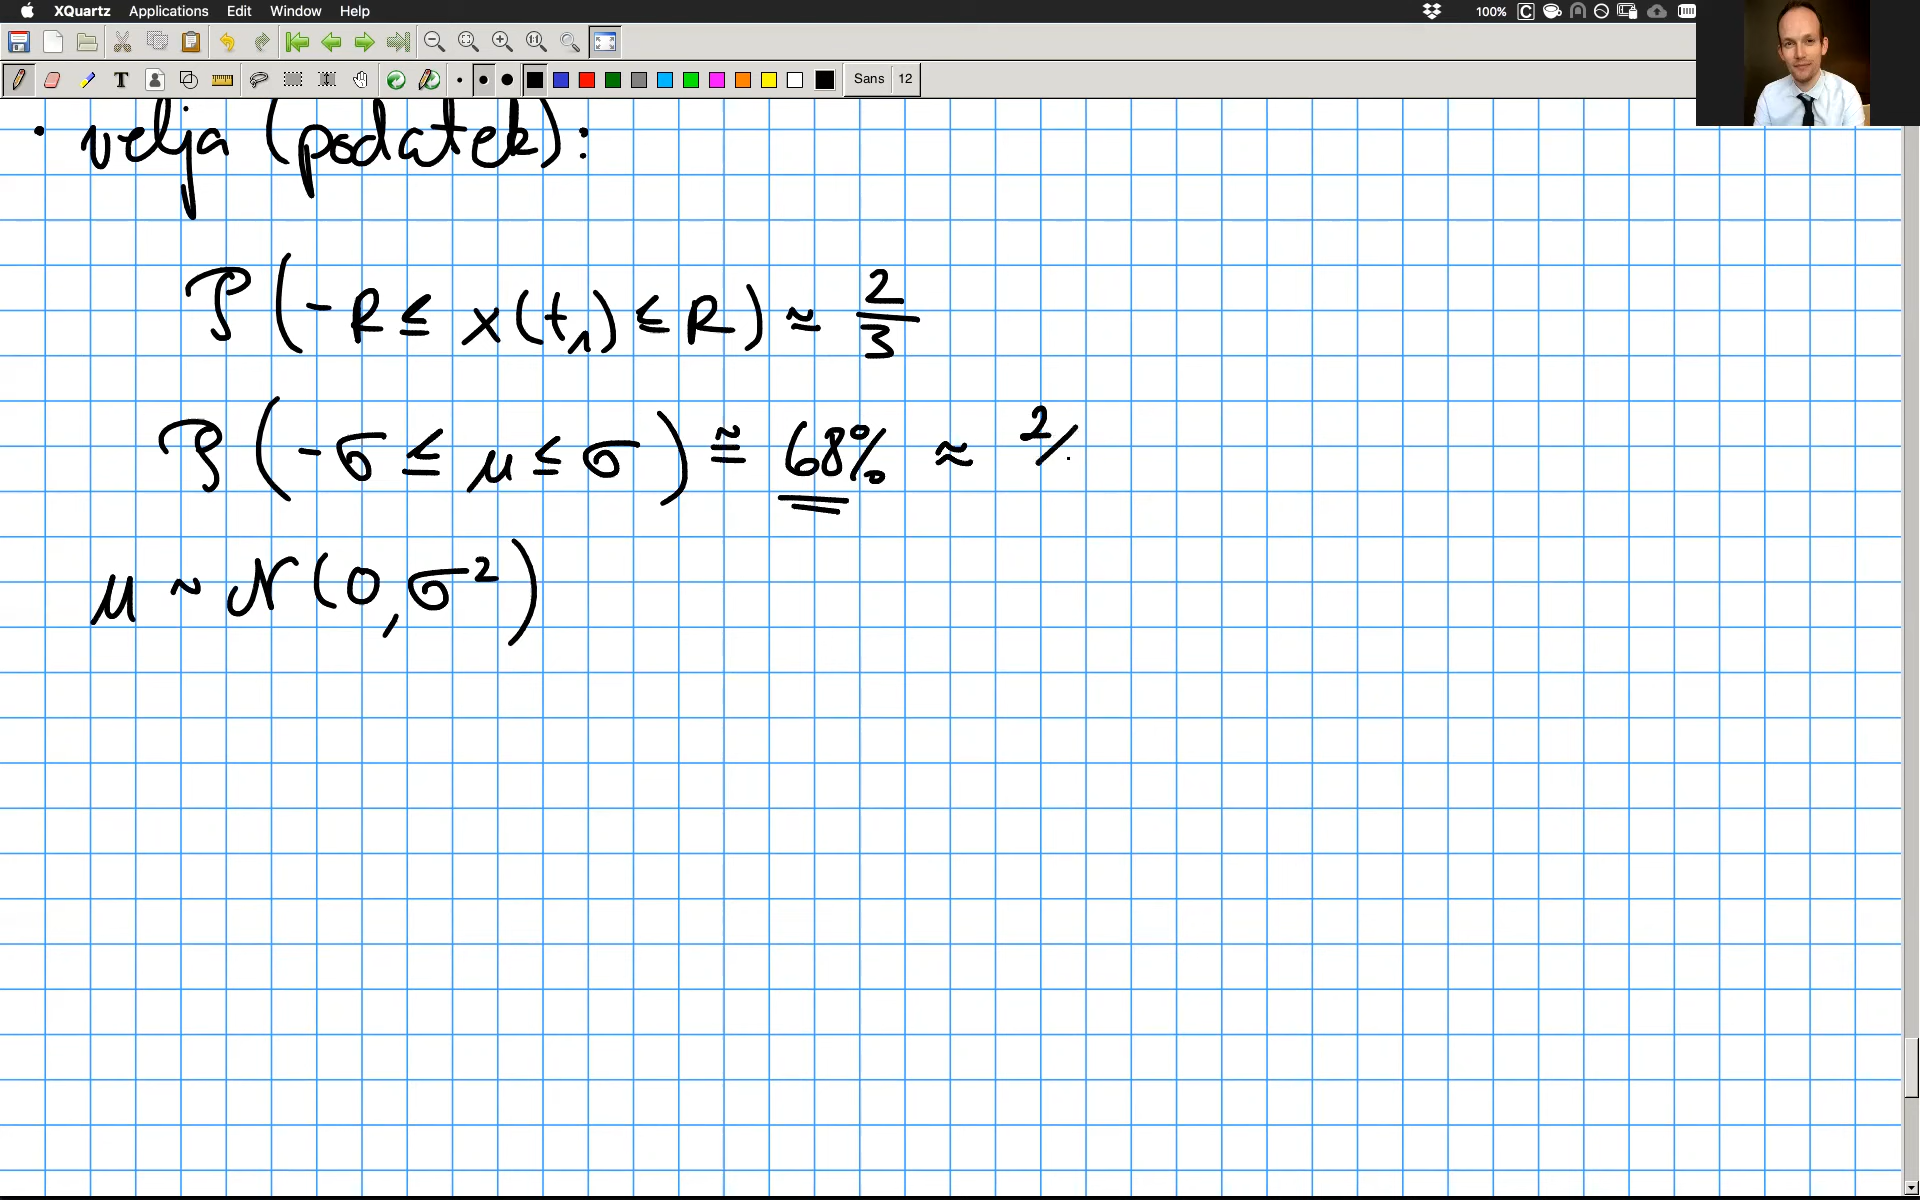 XQuartz Applications Edit Window Help 100%
Sans 12
• velja (podatek):
P(-R ≤ x(t₁) ≤ R) ≈ 2/3
P(-σ ≤ μ ≤ σ) ≅ 68% ≈ 2/
μ ~ N(0, σ²)